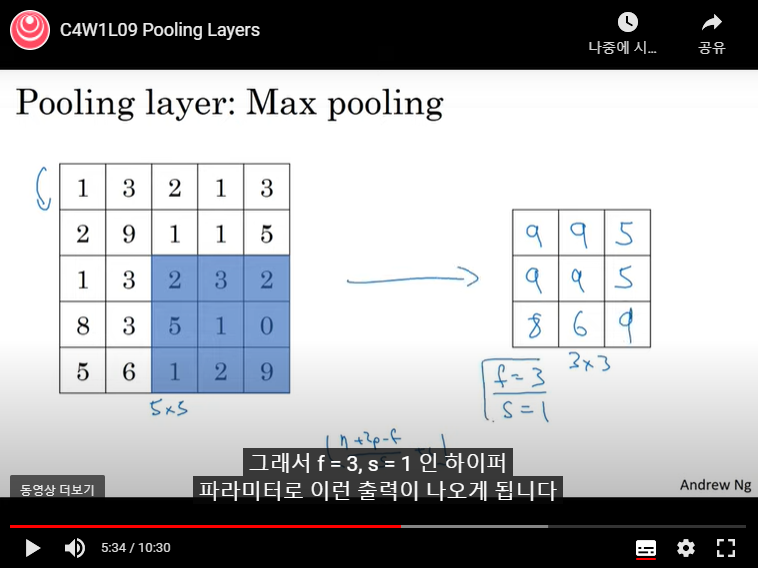 C4W1L09 Pooling Layers
나중에 시...
공유
Pooling layer: Max pooling
1 3 2 1 3
2 9 1 1 5
1 3 2 3 2
8 3 5 1 0
5 6 1 2 9
5×5
9 9 5
9 9 5
8 6 9
3×3
f=3
s=1
n+2p-f
그래서 f = 3, s = 1 인 하이퍼
파라미터로 이런 출력이 나오게 됩니다
동영상 더보기
Andrew Ng
5:34 / 10:30